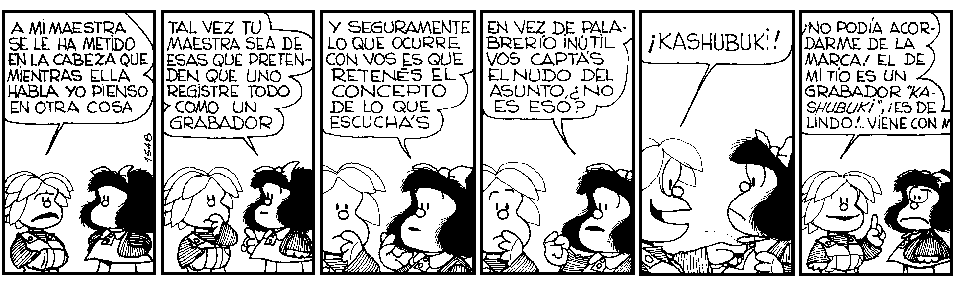 A MI MAESTRA
SE LE HA METIDO
EN LA CABEZA QUE
MIENTRAS ELLA
HABLA YO PIENSO
EN OTRA COSA
1548
TAL VEZ TU
MAESTRA SEA DE
ESAS QUE PRETEN-
DEN QUE UNO
REGISTRE TODO
COMO UN
GRABADOR
Y SEGURAMENTE
LO QUE OCURRE
CON VOS ES QUE
RETENÉS EL
CONCEPTO
DE LO QUE
ESCUCHÁS
EN VEZ DE PALA-
BRERÍO INÚTIL
VOS CAPTÁS
EL NUDO DEL
ASUNTO, ¿NO
ES ESO?
¡KASHUBUKI!
¡NO PODÍA ACOR-
DARME DE LA
MARCA! EL DE
MI TÍO ES UN
GRABADOR "KA-
SHUBUKI", ¡ES DE
LINDO!.. VIENE CON M